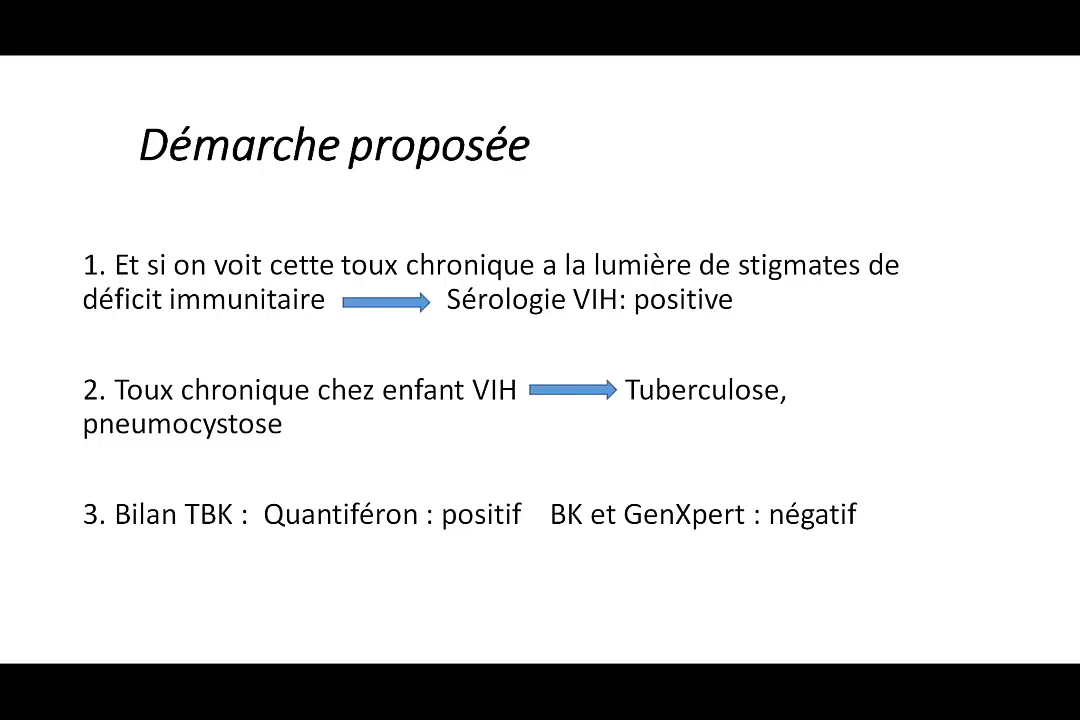 Démarche proposée
1. Et si on voit cette toux chronique a la lumière de stigmates de
déficit immunitaire Sérologie VIH: positive
2. Toux chronique chez enfant VIH Tuberculose,
pneumocystose
3. Bilan TBK : Quantiféron : positif BK et GenXpert : négatif